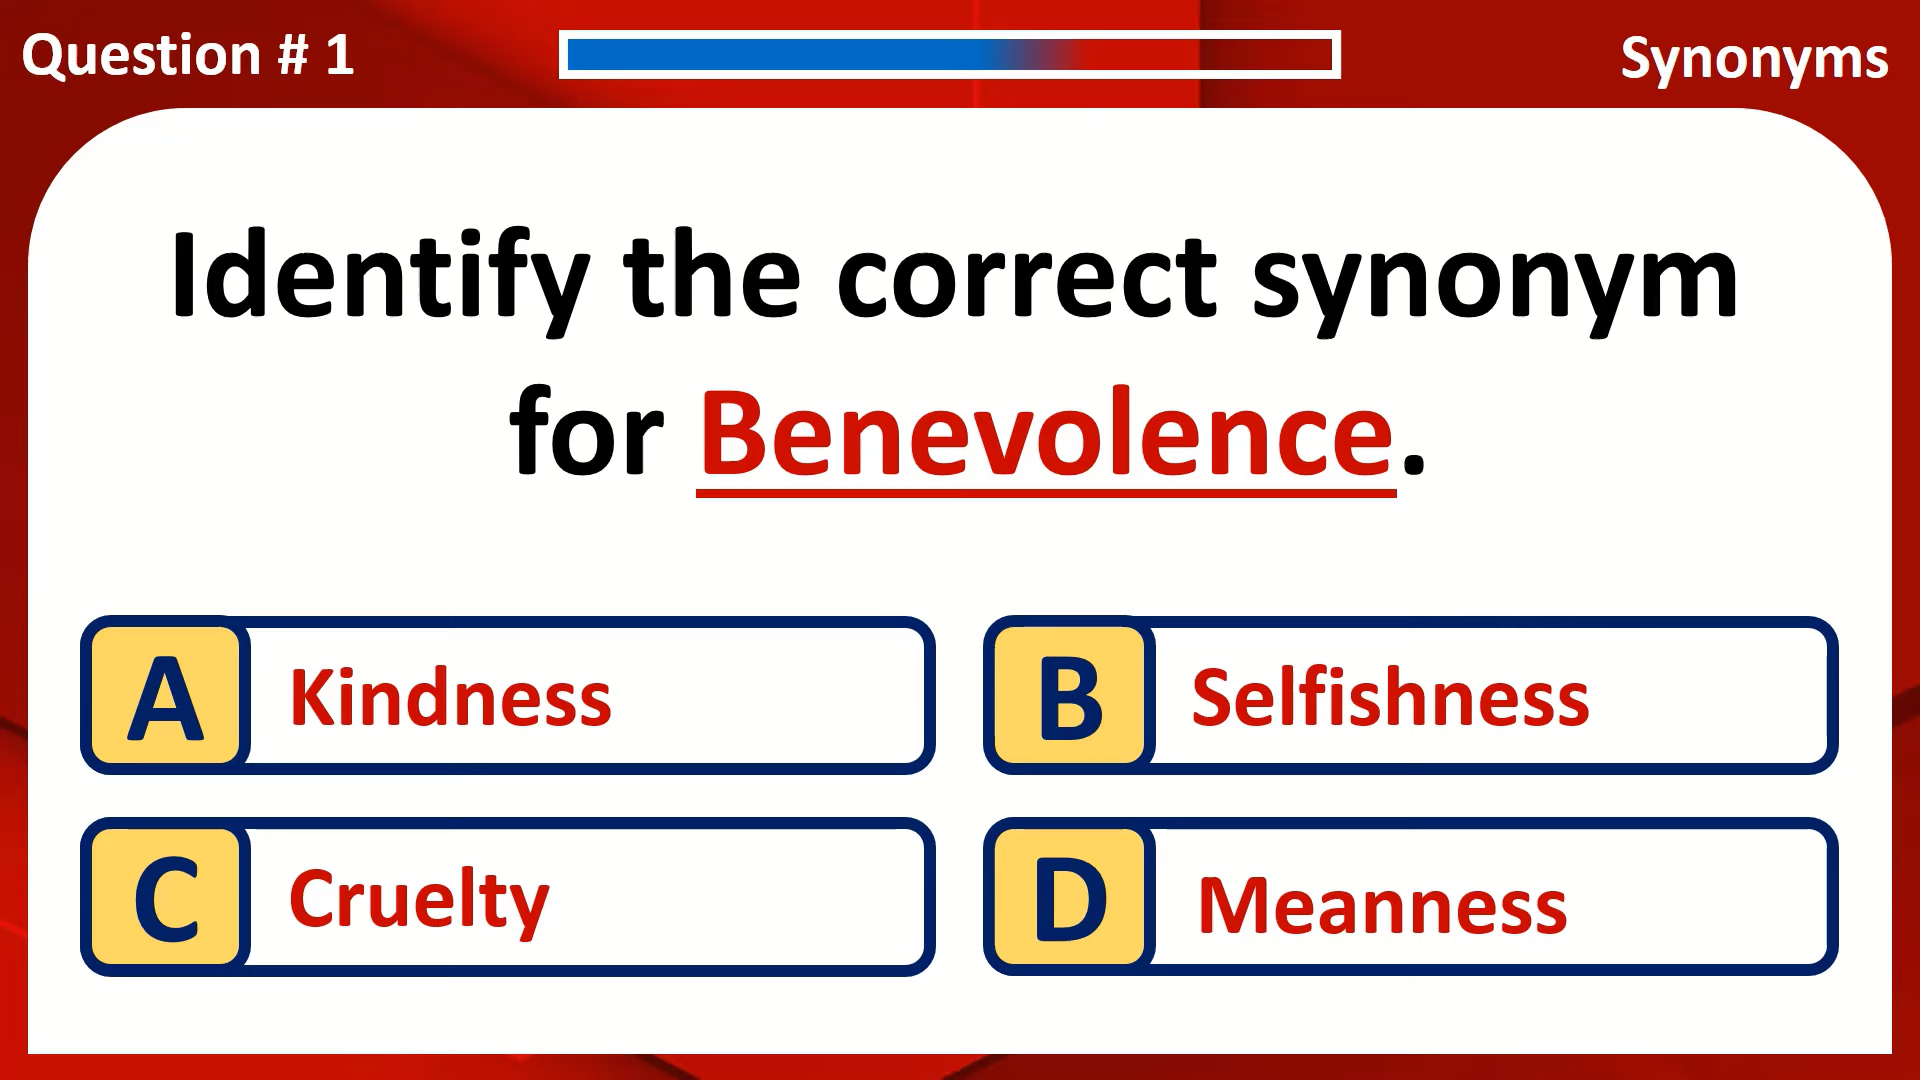 Question # 1
Synonyms
Identify the correct synonym
for Benevolence.
A Kindness
B Selfishness
C Cruelty
D Meanness